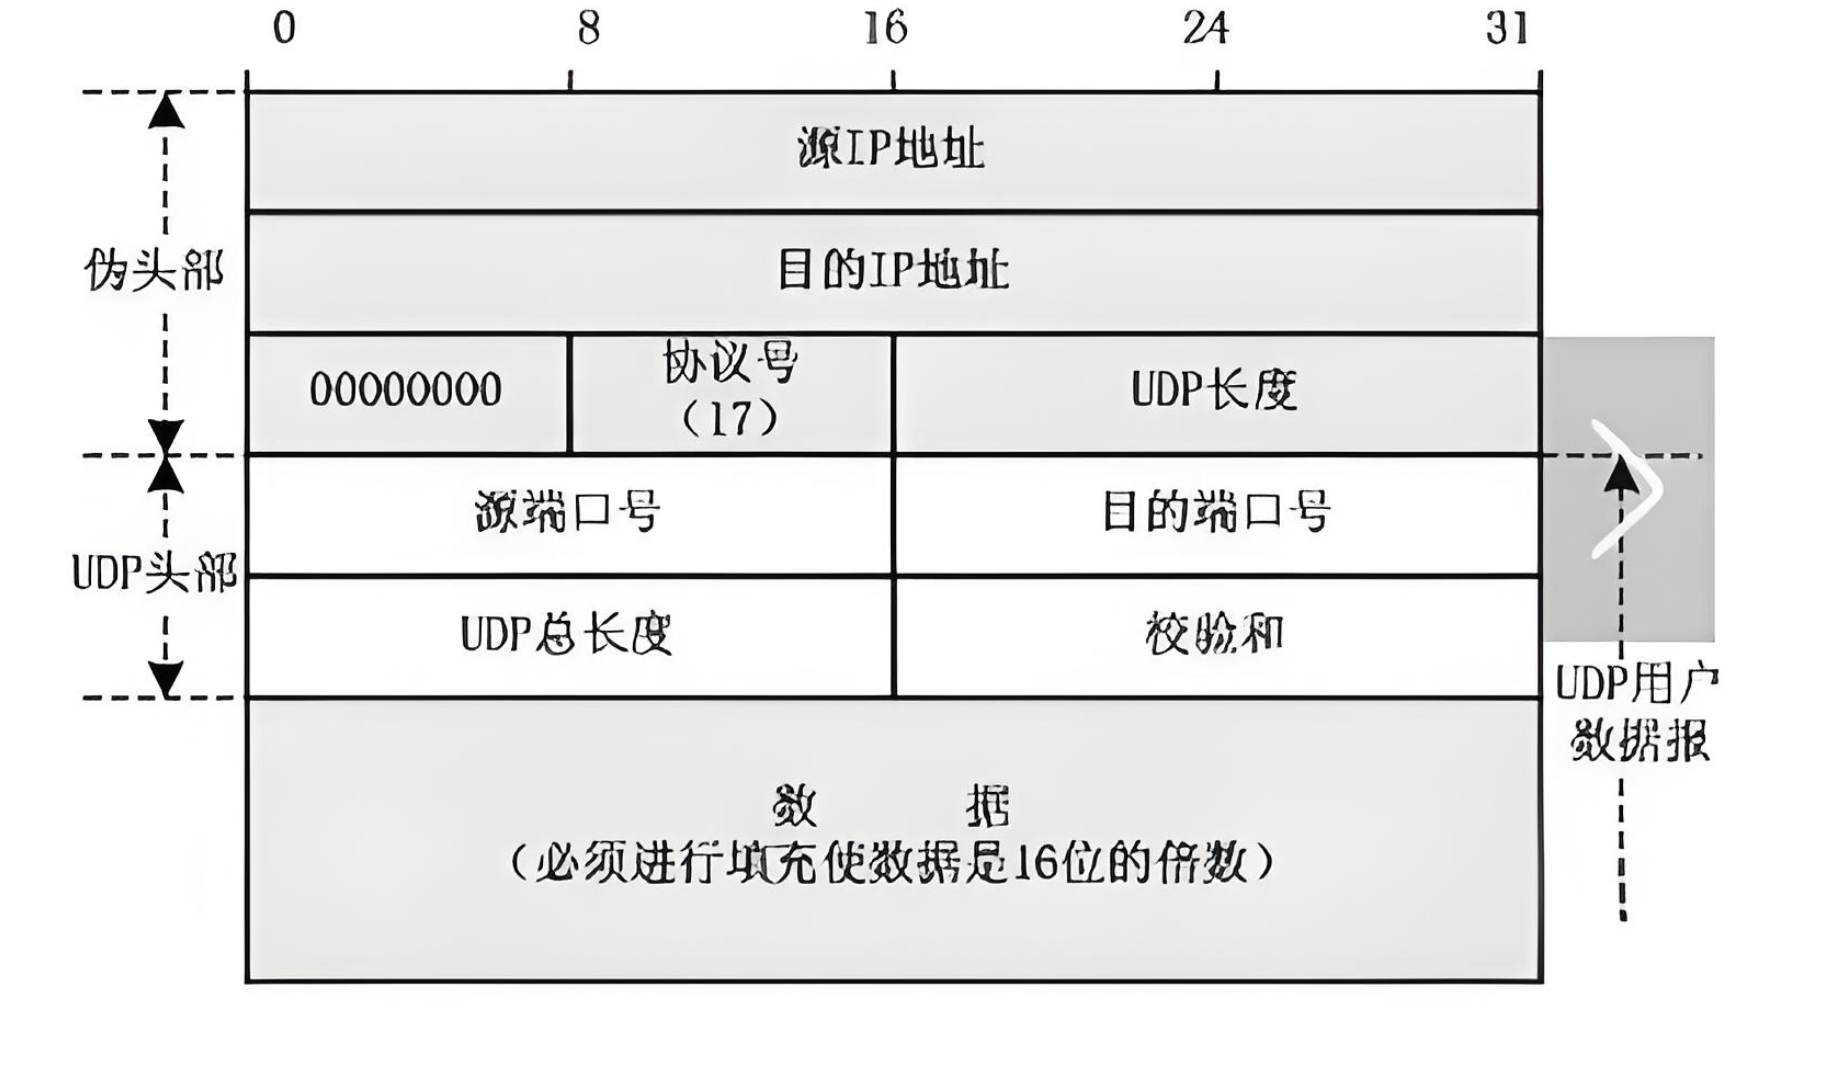 0 8 16 24 31
源IP地址
伪头部
目的IP地址
00000000
协议号
(17)
UDP长度
源端口号
目的端口号
UDP头部
UDP总长度
校验和
UDP用户
数据报
数 据
(必须进行填充使数据是16位的倍数)